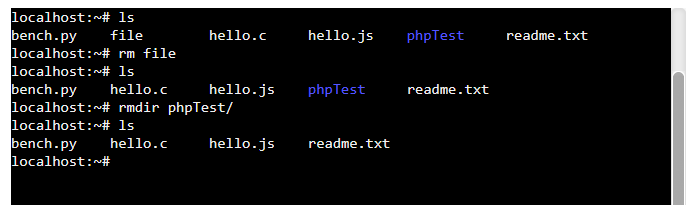 localhost:~# ls
bench.py    file        hello.c     hello.js    phpTest     readme.txt
localhost:~# rm file
localhost:~# ls
bench.py    hello.c     hello.js    phpTest     readme.txt
localhost:~# rmdir phpTest/
localhost:~# ls
bench.py    hello.c     hello.js    readme.txt
localhost:~#